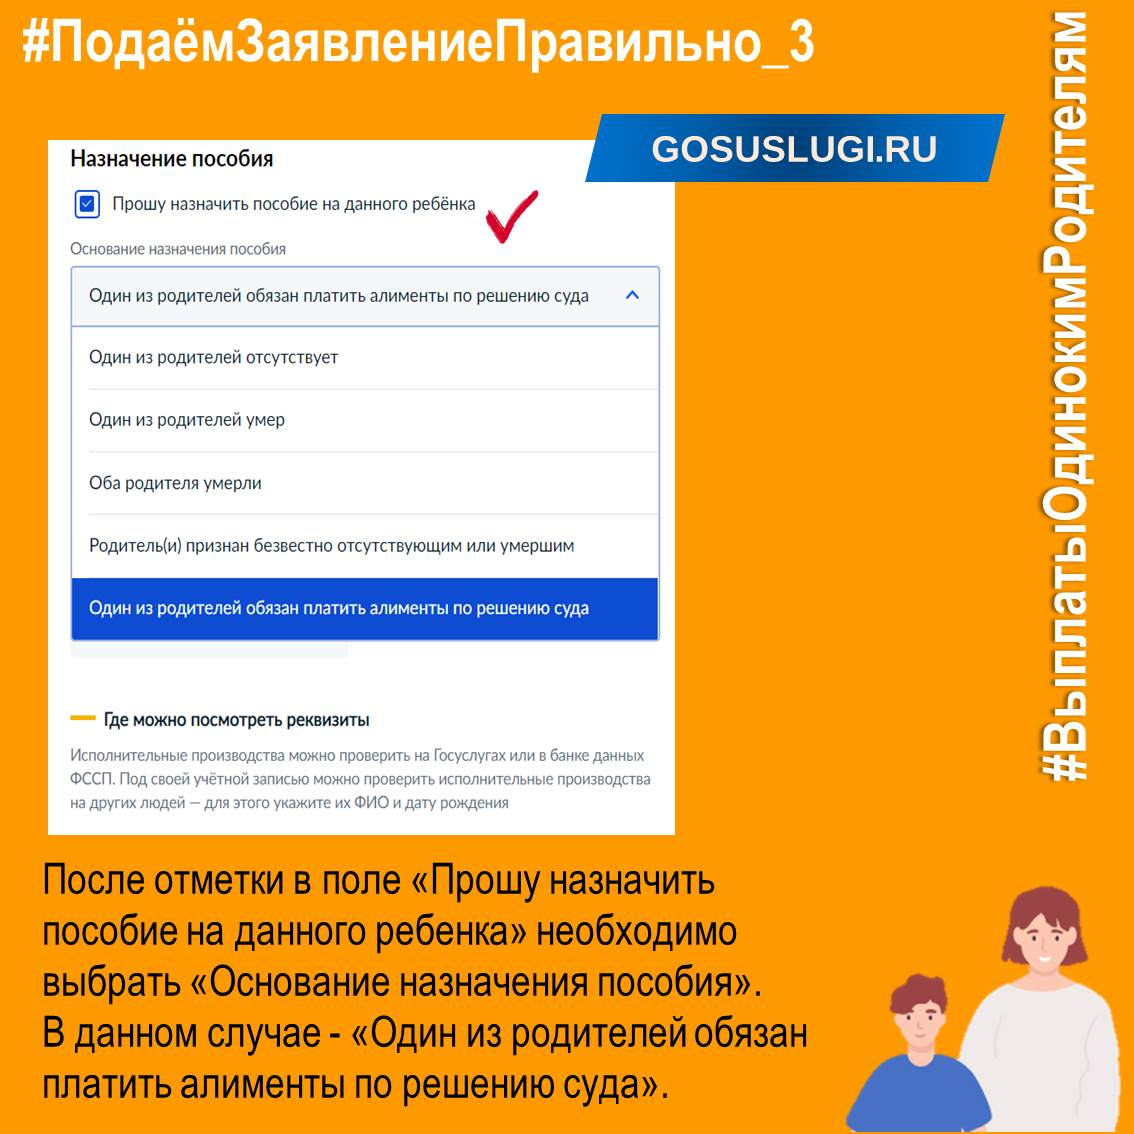 #ПодаёмЗаявлениеПравильно_3
#ВыплатыОдинокимРодителям
GOSUSLUGI.RU
Назначение пособия
Прошу назначить пособие на данного ребёнка
Основание назначения пособия
Один из родителей обязан платить алименты по решению суда
Один из родителей отсутствует
Один из родителей умер
Оба родителя умерли
Родитель(и) признан безвестно отсутствующим или умершим
Один из родителей обязан платить алименты по решению суда
Где можно посмотреть реквизиты
Исполнительные производства можно проверить на Госуслугах или в банке данных
ФССП. Под своей учётной записью можно проверить исполнительные производства
на других людей — для этого укажите их ФИО и дату рождения
После отметки в поле «Прошу назначить
пособие на данного ребенка» необходимо
выбрать «Основание назначения пособия».
В данном случае - «Один из родителей обязан
платить алименты по решению суда».